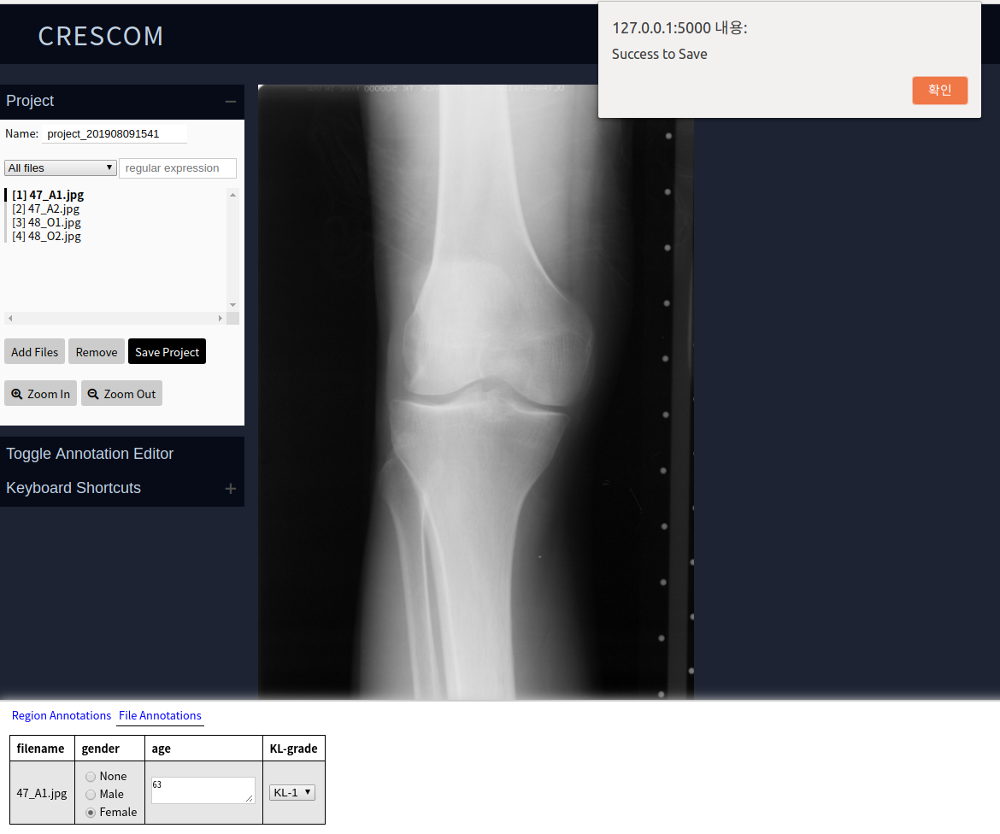 CRESCOM
127.0.0.1:5000 내용:
Success to Save
확인
Project
Name: project_201908091541
All files regular expression
[1] 47_A1.jpg
[2] 47_A2.jpg
[3] 48_O1.jpg
[4] 48_O2.jpg
Add Files Remove Save Project
Zoom In Zoom Out
Toggle Annotation Editor
Keyboard Shortcuts
Region Annotations File Annotations
filename gender age KL-grade
47_A1.jpg None Male Female 63 KL-1